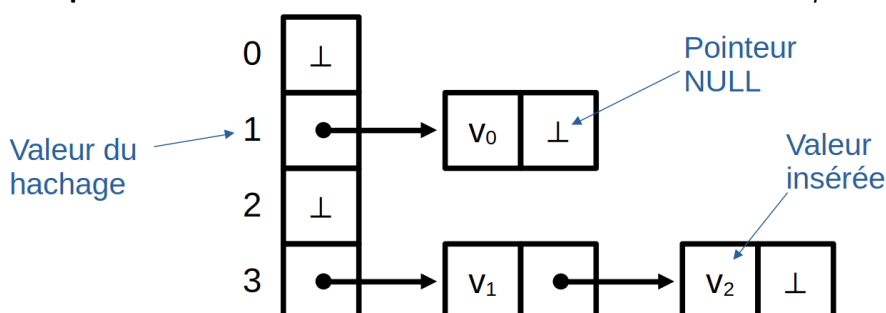 0
⊥
Pointeur
NULL
1
v₀
⊥
Valeur du
hachage
Valeur
insérée
2
⊥
3
v₁
v₂
⊥